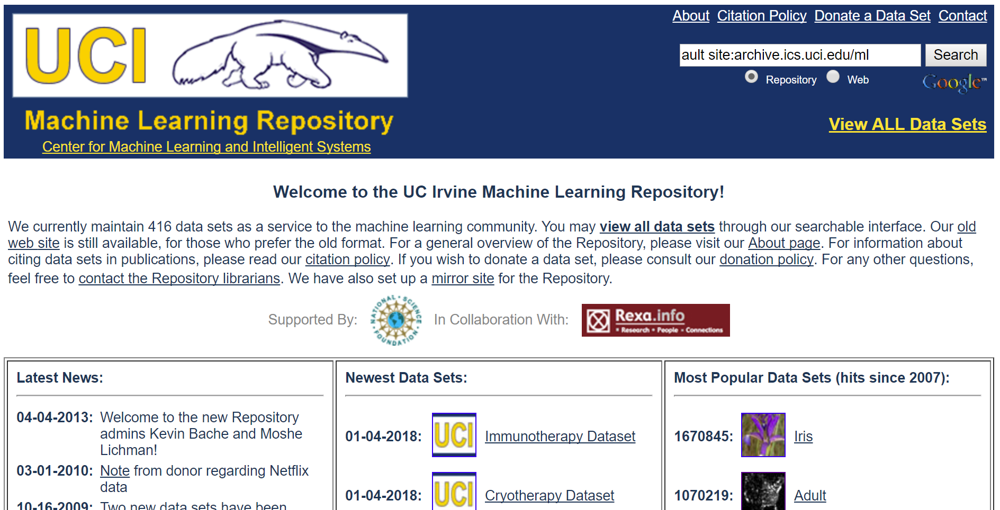 UCI
Machine Learning Repository
Center for Machine Learning and Intelligent Systems
About Citation Policy Donate a Data Set Contact
ault site:archive.ics.uci.edu/ml Search
Repository Web Google™
View ALL Data Sets
Welcome to the UC Irvine Machine Learning Repository!
We currently maintain 416 data sets as a service to the machine learning community. You may view all data sets through our searchable interface. Our old
web site is still available, for those who prefer the old format. For a general overview of the Repository, please visit our About page. For information about
citing data sets in publications, please read our citation policy. If you wish to donate a data set, please consult our donation policy. For any other questions,
feel free to contact the Repository librarians. We have also set up a mirror site for the Repository.
Supported By: NATIONAL SCIENCE FOUNDATION In Collaboration With: Rexa.info
Research • People • Connections
Latest News:
04-04-2013: Welcome to the new Repository
admins Kevin Bache and Moshe
Lichman!
03-01-2010: Note from donor regarding Netflix
data
10-16-2009: Two new data sets have been
Newest Data Sets:
01-04-2018: UCI Immunotherapy Dataset
01-04-2018: UCI Cryotherapy Dataset
Most Popular Data Sets (hits since 2007):
1670845: Iris
1070219: Adult